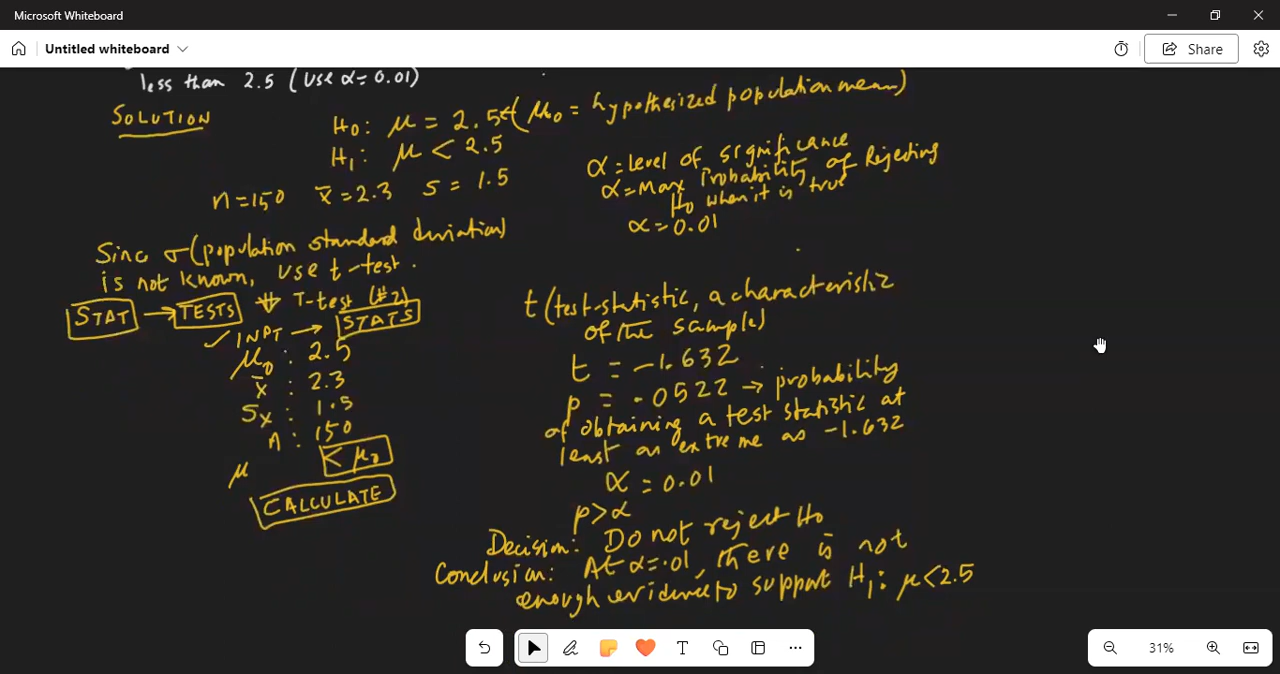 Microsoft Whiteboard
Untitled whiteboard
Share
less than 2.5 (Use α = 0.01)
SOLUTION
H0: μ = 2.5 ← (μ0 = hypothesized population mean)
H1: μ < 2.5
n = 150 x̄ = 2.3 s = 1.5
α = Level of significance
α = Max Probability of Rejecting
H0 when it is true
α = 0.01
Sinc σ (population standard deviation)
is not known, use t-test.
STAT → TESTS ↓ T-test (#2)
✓ INPT → STATS
μ0 : 2.5
x̄ : 2.3
Sx : 1.5
n : 150
μ < μ0
CALCULATE
t (test-statistic, a characteristic
of the sample)
t = -1.632
p = .0522 → probability
of obtaining a test statistic at
least as extreme as -1.632
α = 0.01
p > α
Decision: Do not reject H0
Conclusion: At α = .01, there is not
enough evidence to support H1: μ < 2.5
31%